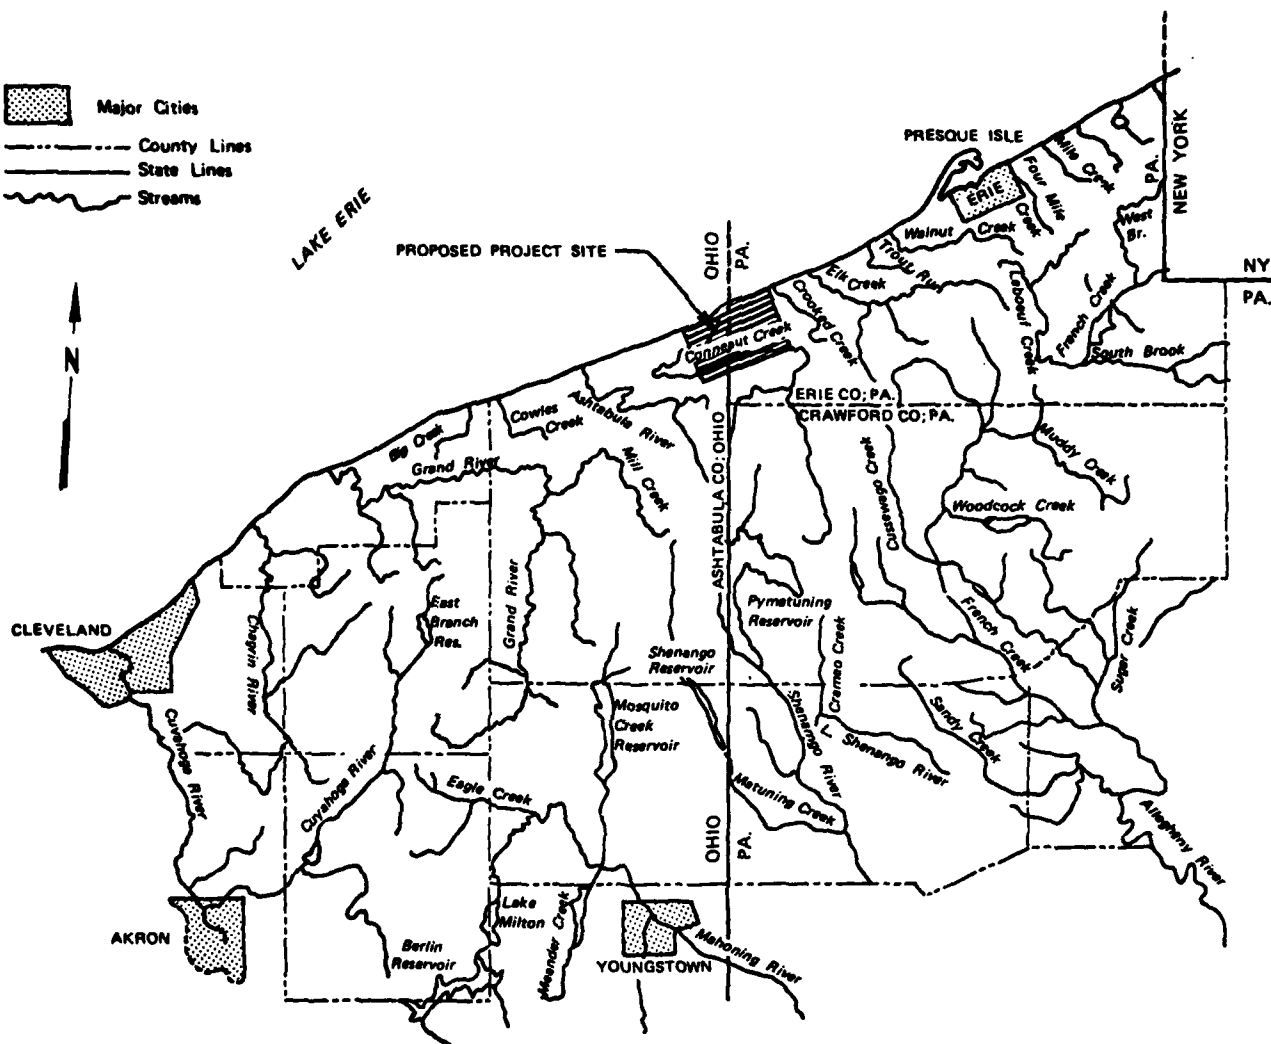 Major Cities
County Lines
State Lines
Streams
LAKE ERIE
N
PROPOSED PROJECT SITE
PRESQUE ISLE
ERIE
OHIO
PA.
PA.
NEW YORK
NY
PA.
Mile Creek
Four Mile
Creek
Walnut Creek
Trout Run
Elk Creek
Crooked Creek
Conneaut Creek
West
Br.
Leboeuf Creek
French Creek
South Brook
ERIE CO; PA.
CRAWFORD CO; PA.
ASHTABULA CO; OHIO
Ashtabula River
Cowles
Creek
Big Creek
Grand River
Mill Creek
Cussewago Creek
Muddy Creek
Woodcock Creek
Grand River
East
Branch
Res.
Pymatuning
Reservoir
Shenango
Reservoir
French Creek
Sugar Creek
CLEVELAND
Chagrin River
Mosquito
Creek
Reservoir
Shenamgo River
L. Shenango River
Sandy Creek
Cuyahoga River
Cuyahoga River
Eagle Creek
Matuning Creek
OHIO
PA.
Allegheny River
AKRON
Lake
Milton
Berlin
Reservoir
Meander Creek
YOUNGSTOWN
Mahoning River